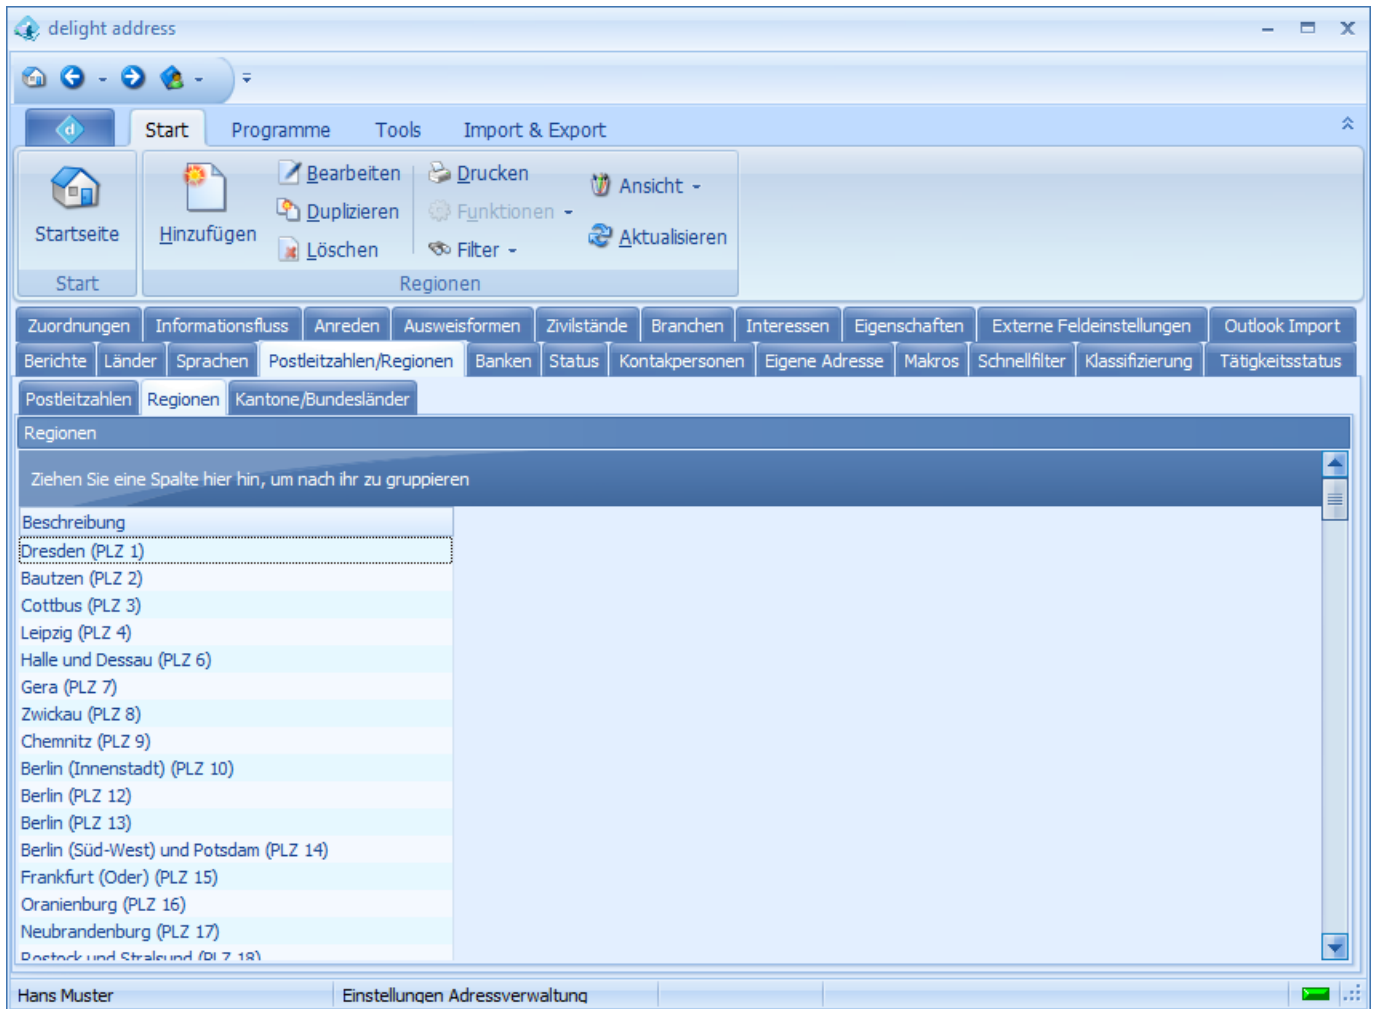 delight address
Start Programme Tools Import & Export
Startseite
Hinzufügen
Bearbeiten
Duplizieren
Löschen
Drucken
Funktionen
Filter
Ansicht
Aktualisieren
Start
Regionen
Zuordnungen Informationsfluss Anreden Ausweisformen Zivilstände Branchen Interessen Eigenschaften Externe Feldeinstellungen Outlook Import
Berichte Länder Sprachen Postleitzahlen/Regionen Banken Status Kontakpersonen Eigene Adresse Makros Schnellfilter Klassifizierung Tätigkeitsstatus
Postleitzahlen Regionen Kantone/Bundesländer
Regionen
Ziehen Sie eine Spalte hier hin, um nach ihr zu gruppieren
Beschreibung
Dresden (PLZ 1)
Bautzen (PLZ 2)
Cottbus (PLZ 3)
Leipzig (PLZ 4)
Halle und Dessau (PLZ 6)
Gera (PLZ 7)
Zwickau (PLZ 8)
Chemnitz (PLZ 9)
Berlin (Innenstadt) (PLZ 10)
Berlin (PLZ 12)
Berlin (PLZ 13)
Berlin (Süd-West) und Potsdam (PLZ 14)
Frankfurt (Oder) (PLZ 15)
Oranienburg (PLZ 16)
Neubrandenburg (PLZ 17)
Rostock und Stralsund (PLZ 18)
Hans Muster Einstellungen Adressverwaltung